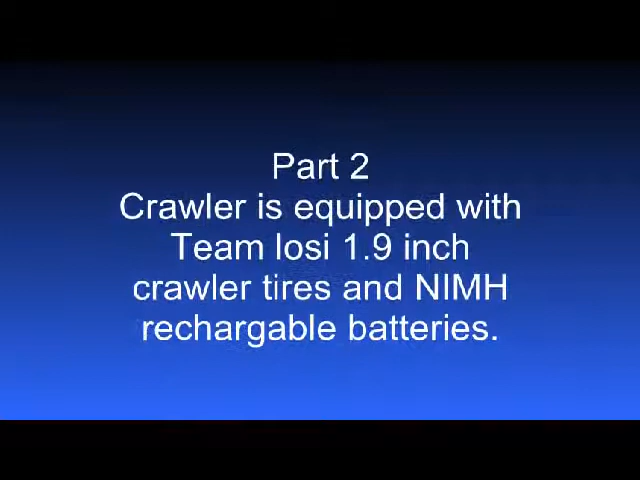 Part 2
Crawler is equipped with
Team losi 1.9 inch
crawler tires and NIMH
rechargable batteries.